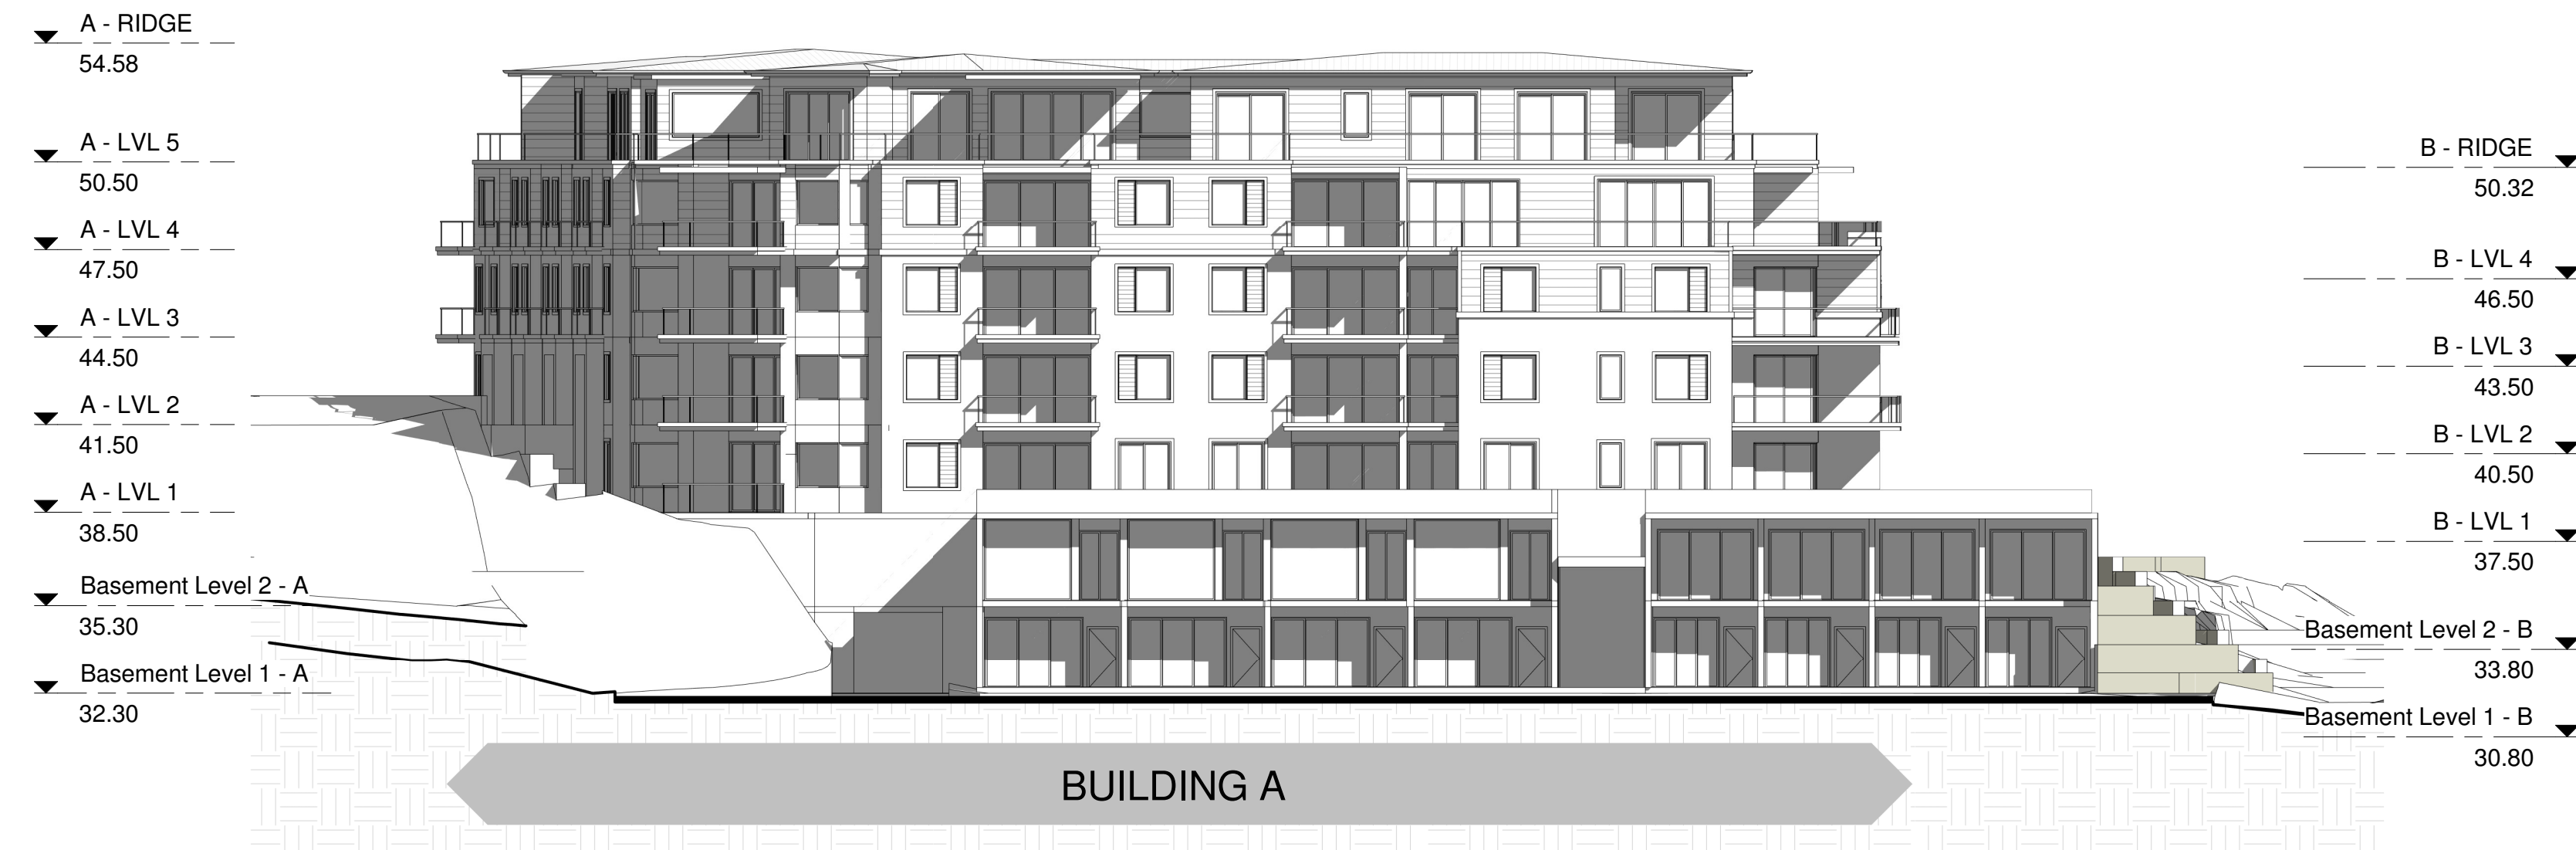 A - RIDGE
54.58
A - LVL 5
50.50
A - LVL 4
47.50
A - LVL 3
44.50
A - LVL 2
41.50
A - LVL 1
38.50
Basement Level 2 - A
35.30
Basement Level 1 - A
32.30
B - RIDGE
50.32
B - LVL 4
46.50
B - LVL 3
43.50
B - LVL 2
40.50
B - LVL 1
37.50
Basement Level 2 - B
33.80
Basement Level 1 - B
30.80
BUILDING A